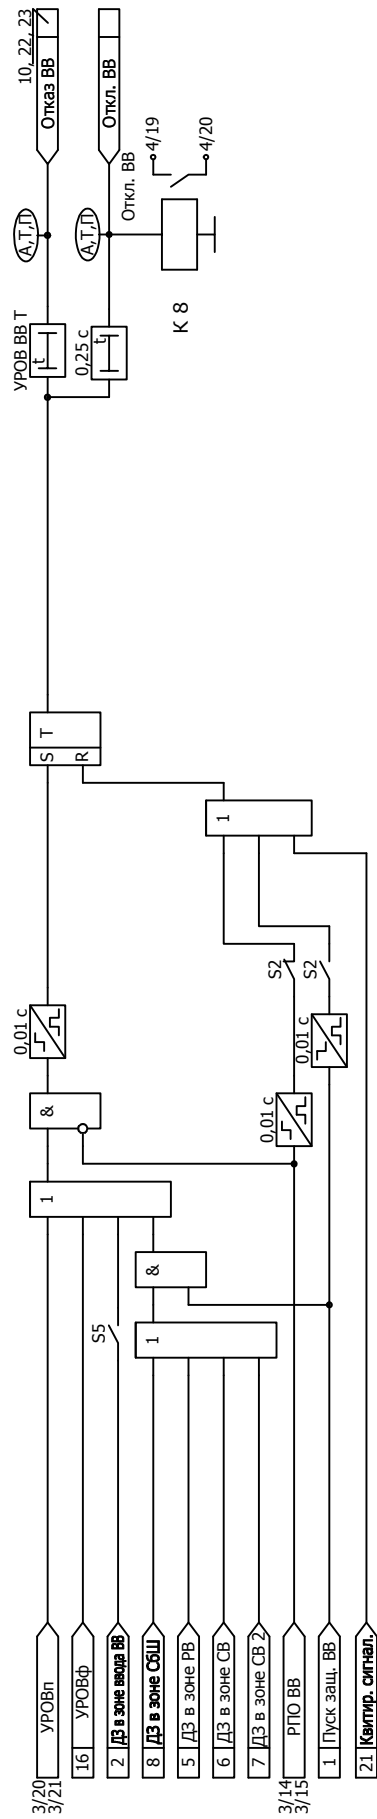 3/20
3/21
УРОВп
16 УРОВф
2 ДЗ в зоне ввода ВВ
8 ДЗ в зоне СбШ
5 ДЗ в зоне РВ
6 ДЗ в зоне СВ
7 ДЗ в зоне СВ 2
3/14
3/15
РПО ВВ
1 Пуск защ. ВВ
21 Квитир. сигнал.
S5
1
&
1
&
0,01 с
0,01 с
0,01 с
S2
S2
1
S
R
T
УРОВ ВВ Т
t
0,25 с
t
А,Т,П
А,Т,П
К 8
Откл. ВВ
4/19
4/20
10, 22, 23
Отказ ВВ
Откл. ВВ